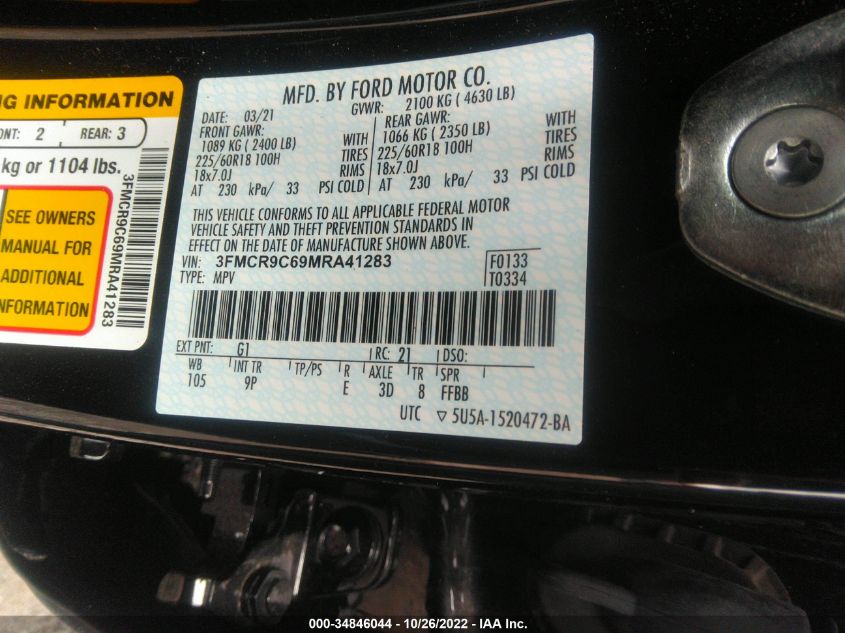 NG INFORMATION
ONT: 2 REAR: 3
kg or 1104 lbs.
SEE OWNERS
MANUAL FOR
ADDITIONAL
INFORMATION
3FMCR9C69MRA41283
MFD. BY FORD MOTOR CO.
DATE: 03/21 GVWR: 2100 KG ( 4630 LB)
FRONT GAWR: REAR GAWR:
1089 KG ( 2400 LB) WITH 1066 KG ( 2350 LB) WITH
225/60R18 100H TIRES 225/60R18 100H TIRES
18x7.0J RIMS 18x7.0J RIMS
AT 230 kPa/ 33 PSI COLD AT 230 kPa/ 33 PSI COLD
THIS VEHICLE CONFORMS TO ALL APPLICABLE FEDERAL MOTOR
VEHICLE SAFETY AND THEFT PREVENTION STANDARDS IN
EFFECT ON THE DATE OF MANUFACTURE SHOWN ABOVE.
VIN: 3FMCR9C69MRA41283 F0133
TYPE: MPV T0334
EXT PNT: G1 RC: 21 DSO:
WB INT TR TP/PS R AXLE TR SPR
105 9P E 3D 8 FFBB
UTC ▽ 5U5A-1520472-BA
000-34846044 / 10/26/2022 - IAA Inc.